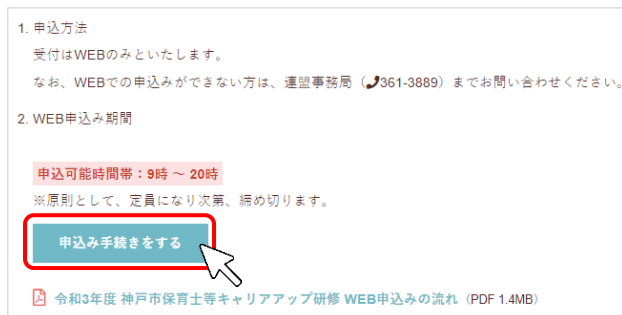 1. 申込方法
受付はWEBのみといたします。
なお、WEBでの申込みができない方は、連盟事務局（361-3889）までお問い合わせください。
2. WEB申込み期間
申込可能時間帯：9時 ～ 20時
※原則として、定員になり次第、締め切ります。
申込み手続きをする
令和3年度 神戸市保育士等キャリアアップ研修 WEB申込みの流れ（PDF 1.4MB）